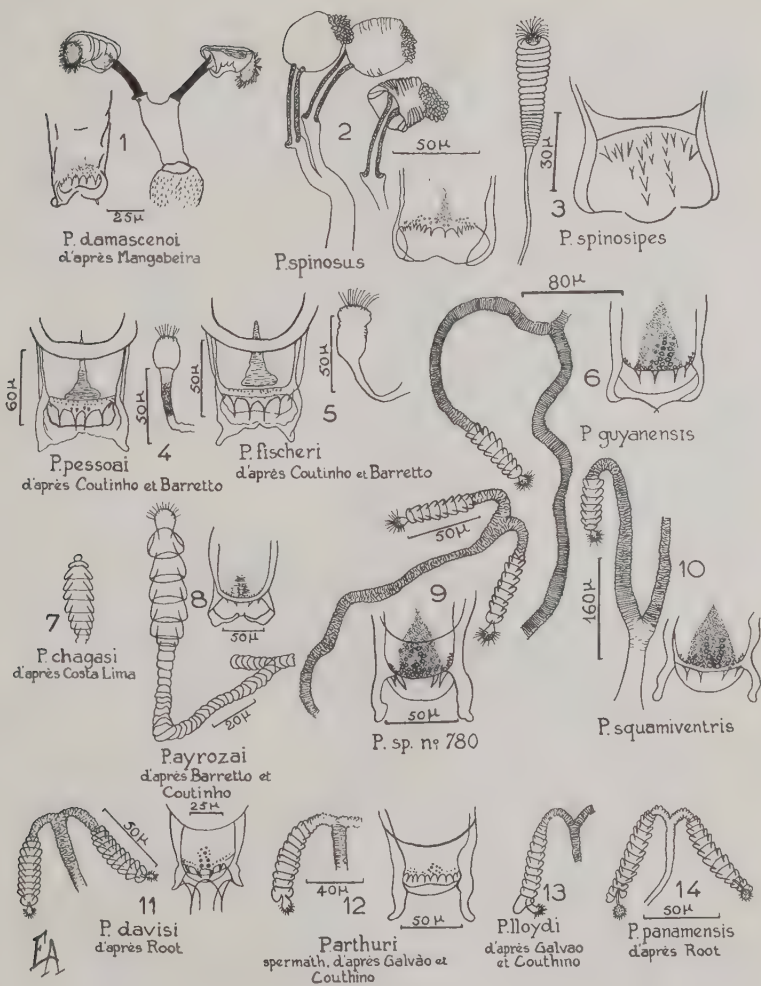 1
25µ
P. damascenoi
d'après Mangabeira
2
50µ
P. spinosus
30µ
3
P. spinosipes
60µ
50µ
4
P. pessoai
d'après Coutinho et Barretto
50µ
50µ
5
P. fischeri
d'après Coutinho et Barretto
80µ
6
P guyanensis
7
P. chagasi
d'après Costa Lima
8
50µ
20µ
P. ayrozai
d'après Barretto et
Coutinho
50µ
9
50µ
P. sp. nº 780
10
160µ
P. squamiventris
25µ
50µ
11
P. davisi
d'après Root
40µ
12
50µ
P. arthuri
spermath. d'après Galvào et
Couthino
13
P. lloydi
d'après Galvao
et Couthino
14
50µ
P. panamensis
d'après Root
EA